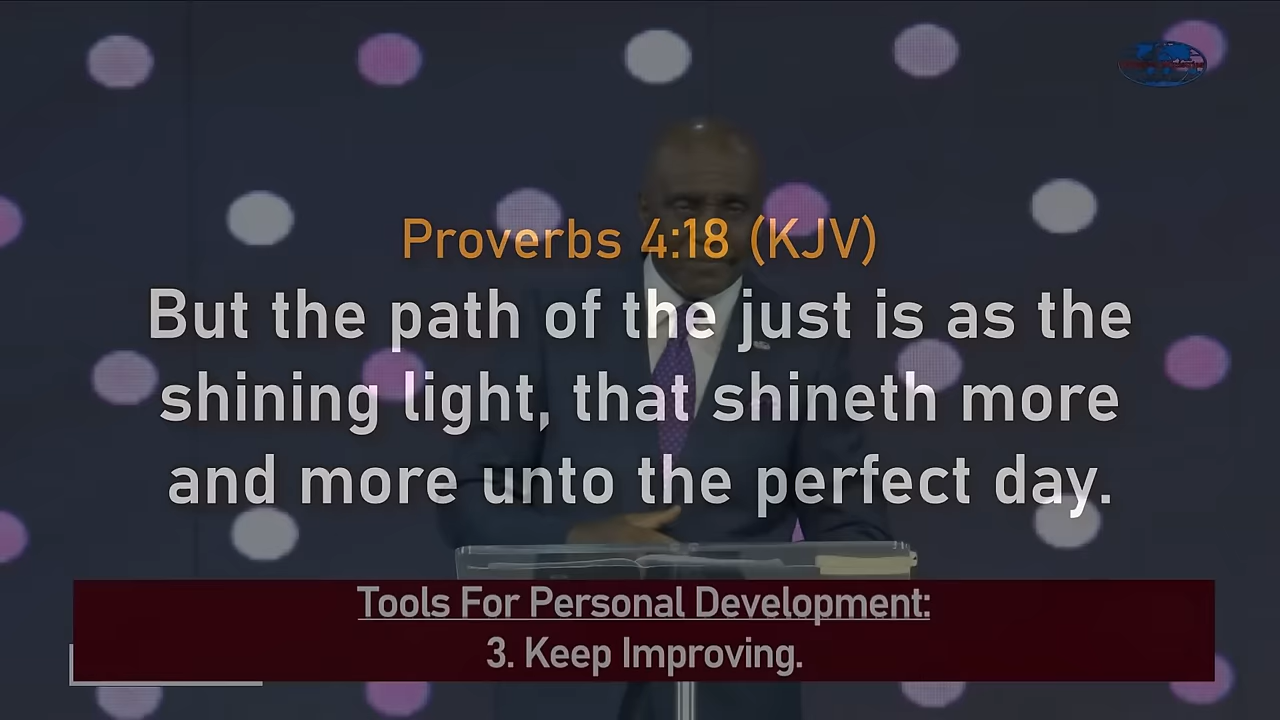 Proverbs 4:18 (KJV)
But the path of the just is as the
shining light, that shineth more
and more unto the perfect day.
Tools For Personal Development:
3. Keep Improving.